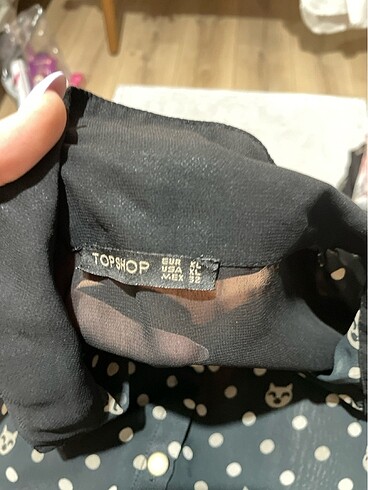 TOPSHOP
EUR XL
USA XL
MEX 32